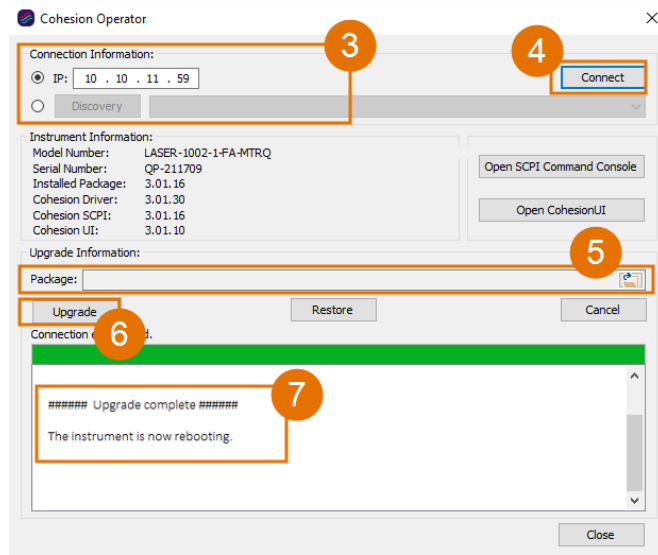 Cohesion Operator
Connection Information:
3
4
IP: 10 . 10 . 11 . 59
Connect
Discovery
Instrument Information:
Model Number: LASER-1002-1-FA-MTRQ
Serial Number: QP-211709
Installed Package: 3.01.16
Cohesion Driver: 3.01.30
Cohesion SCPI: 3.01.16
Cohesion UI: 3.01.10
Open SCPI Command Console
Open CohesionUI
Upgrade Information:
5
Package:
Upgrade
Restore
Cancel
6
Connection d.
###### Upgrade complete ######
7
The instrument is now rebooting.
Close